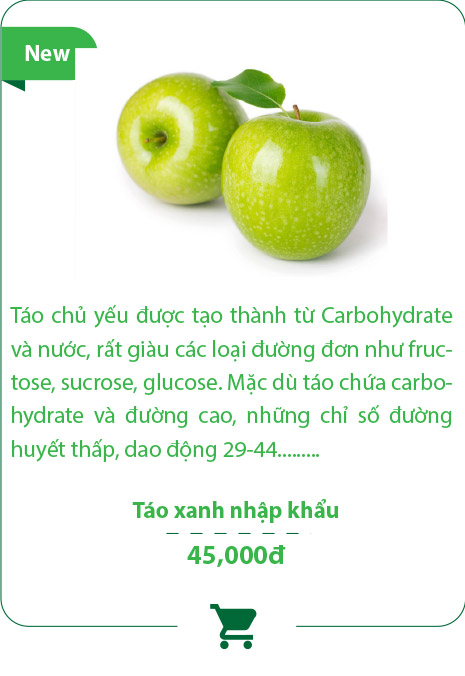 New
Táo chủ yếu được tạo thành từ Carbohydrate
và nước, rất giàu các loại đường đơn như fruc-
tose, sucrose, glucose. Mặc dù táo chứa carbo-
hydrate và đường cao, những chỉ số đường
huyết thấp, dao động 29-44.........
Táo xanh nhập khẩu
45,000đ